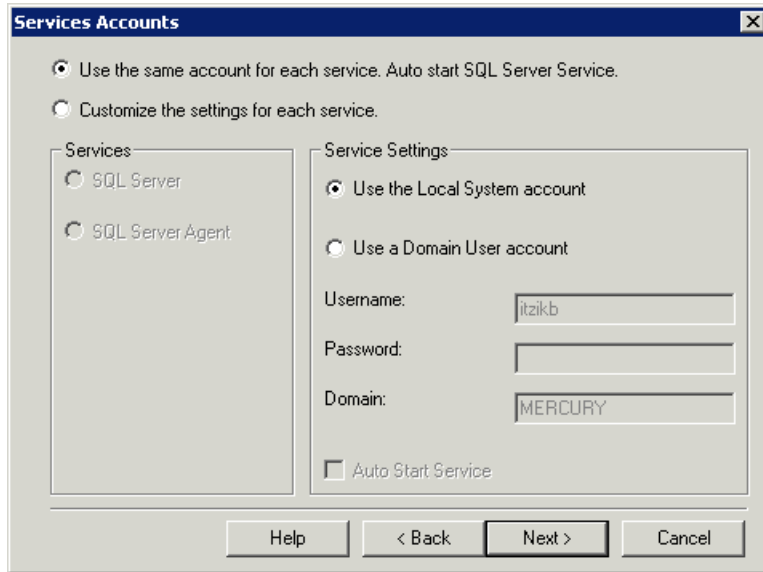 Services Accounts
Use the same account for each service. Auto start SQL Server Service.
Customize the settings for each service.
Services
SQL Server
SQL Server Agent
Service Settings
Use the Local System account
Use a Domain User account
Username:
itzikb
Password:
Domain:
MERCURY
Auto Start Service
Help
< Back
Next >
Cancel